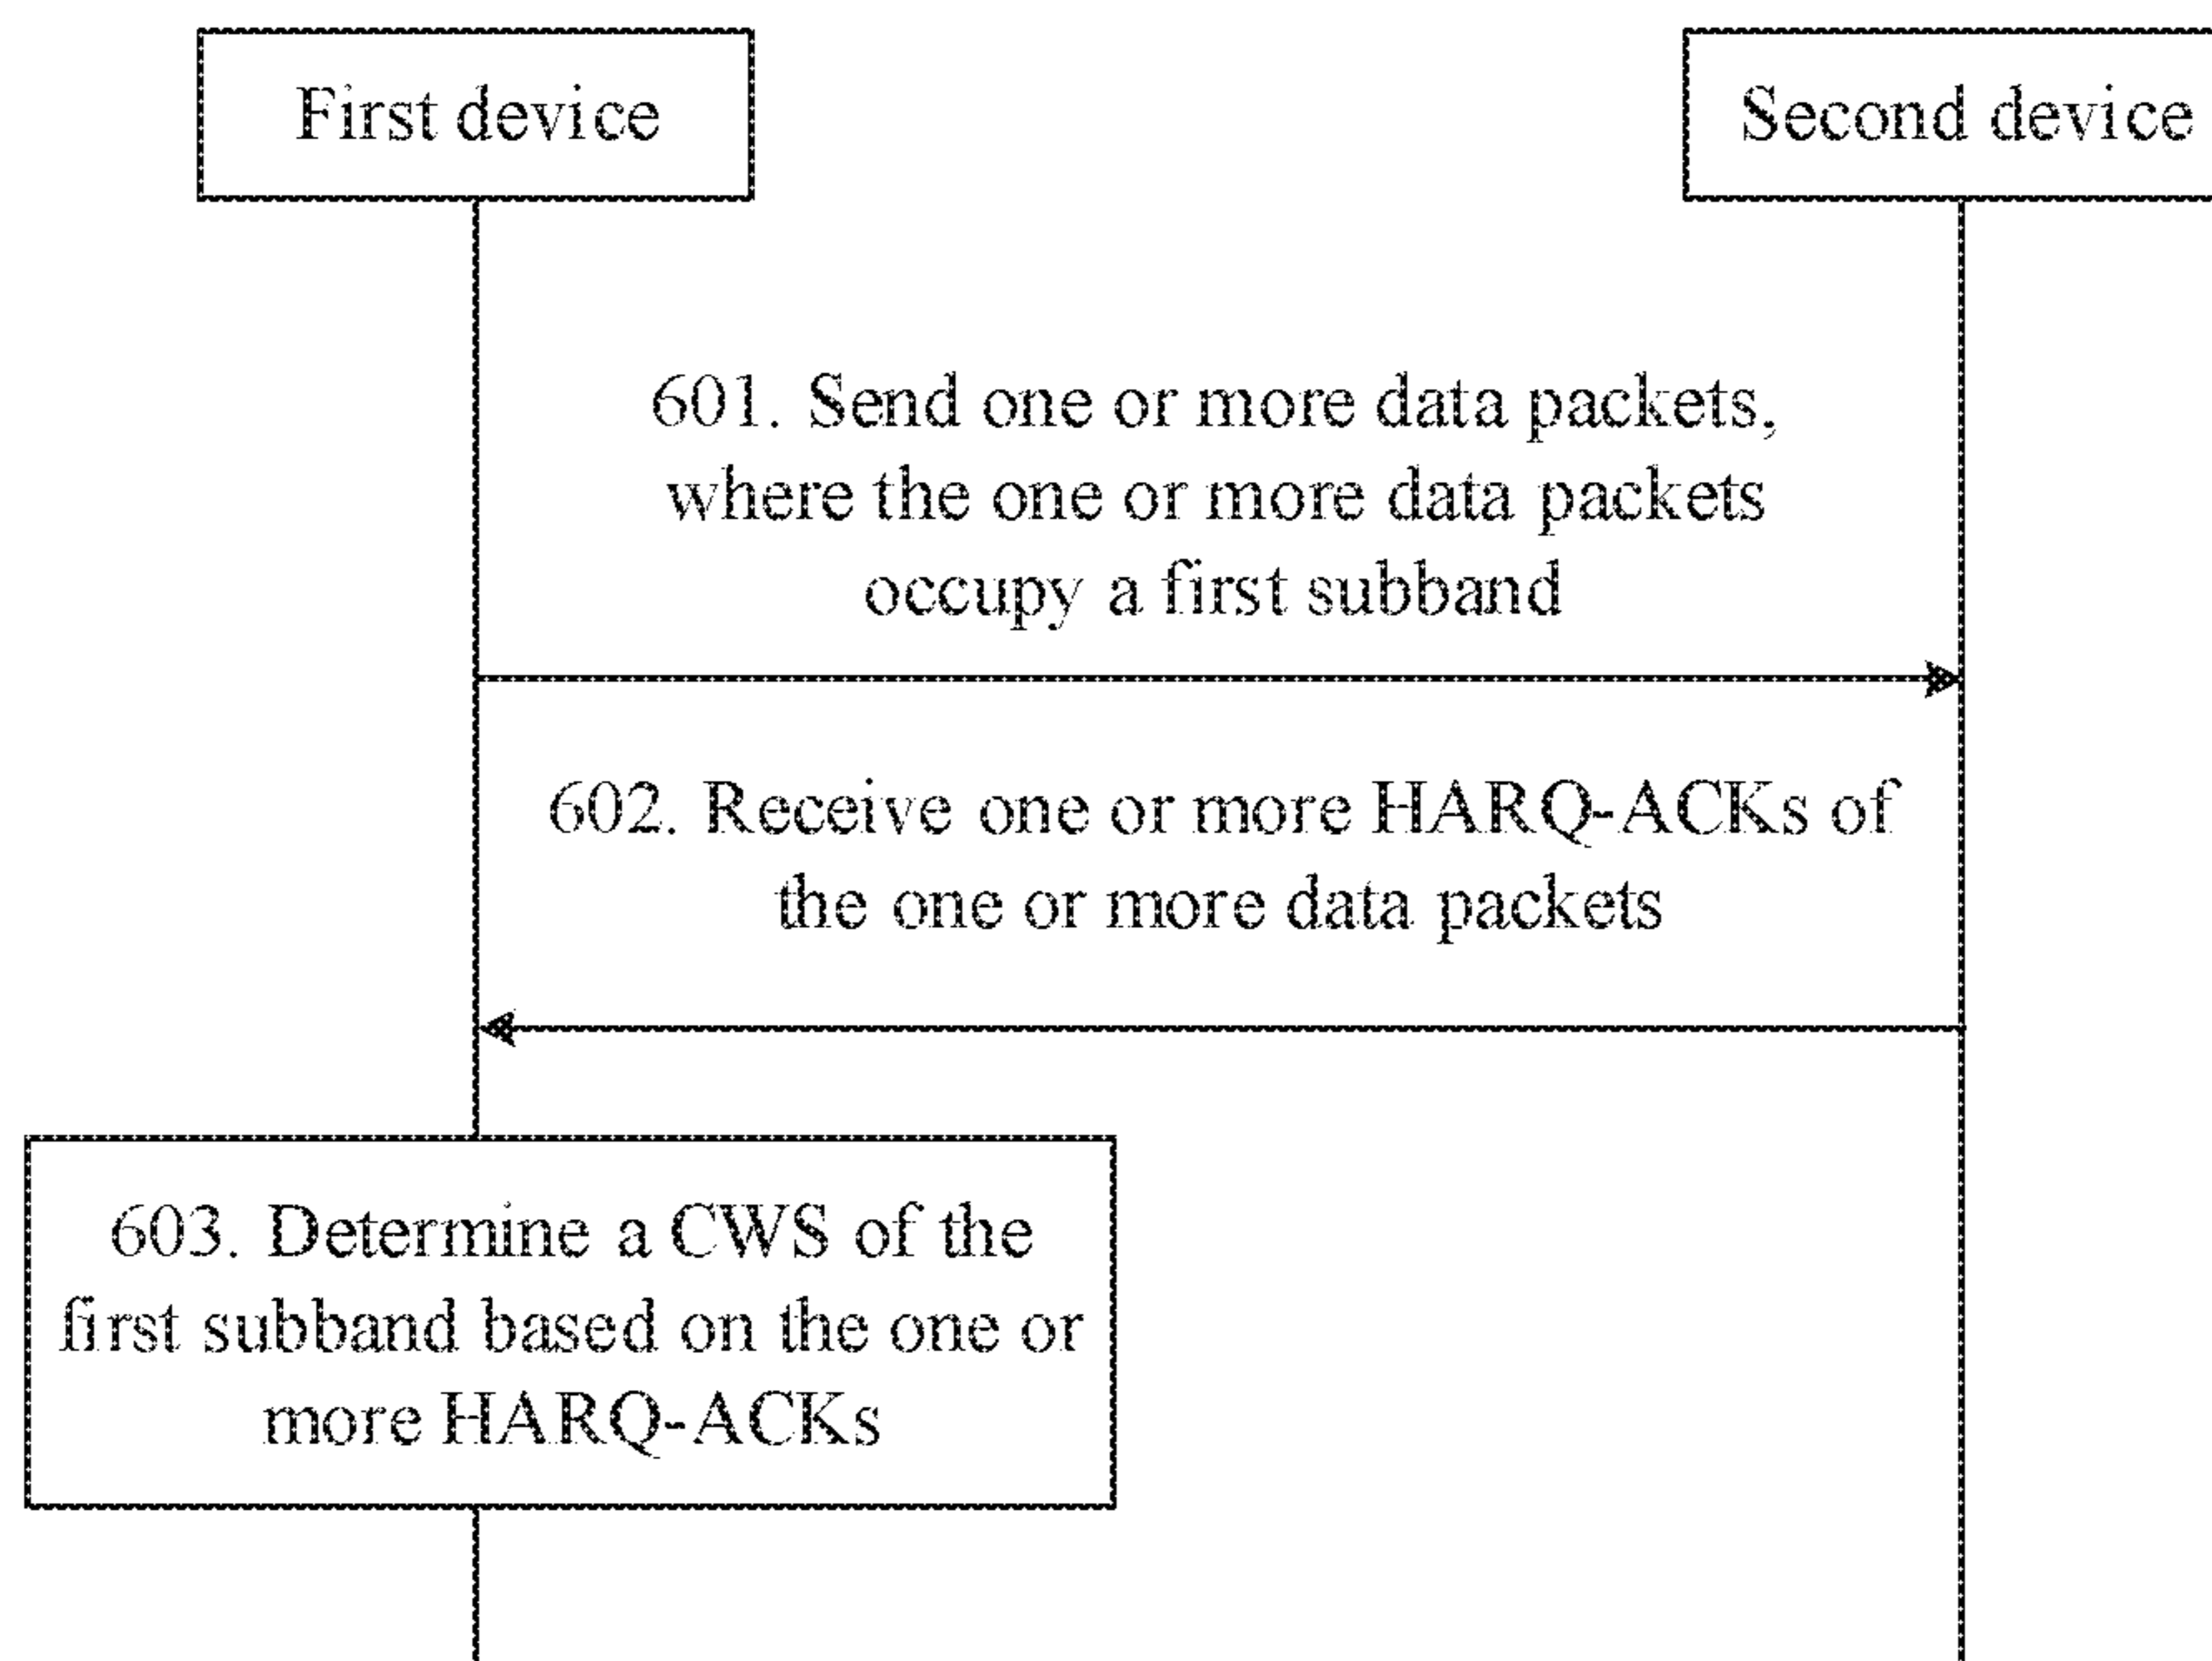 First device
Second device
601. Send one or more data packets,
where the one or more data packets
occupy a first subband
602. Receive one or more HARQ-ACKs of
the one or more data packets
603. Determine a CWS of the
first subband based on the one or
more HARQ-ACKs